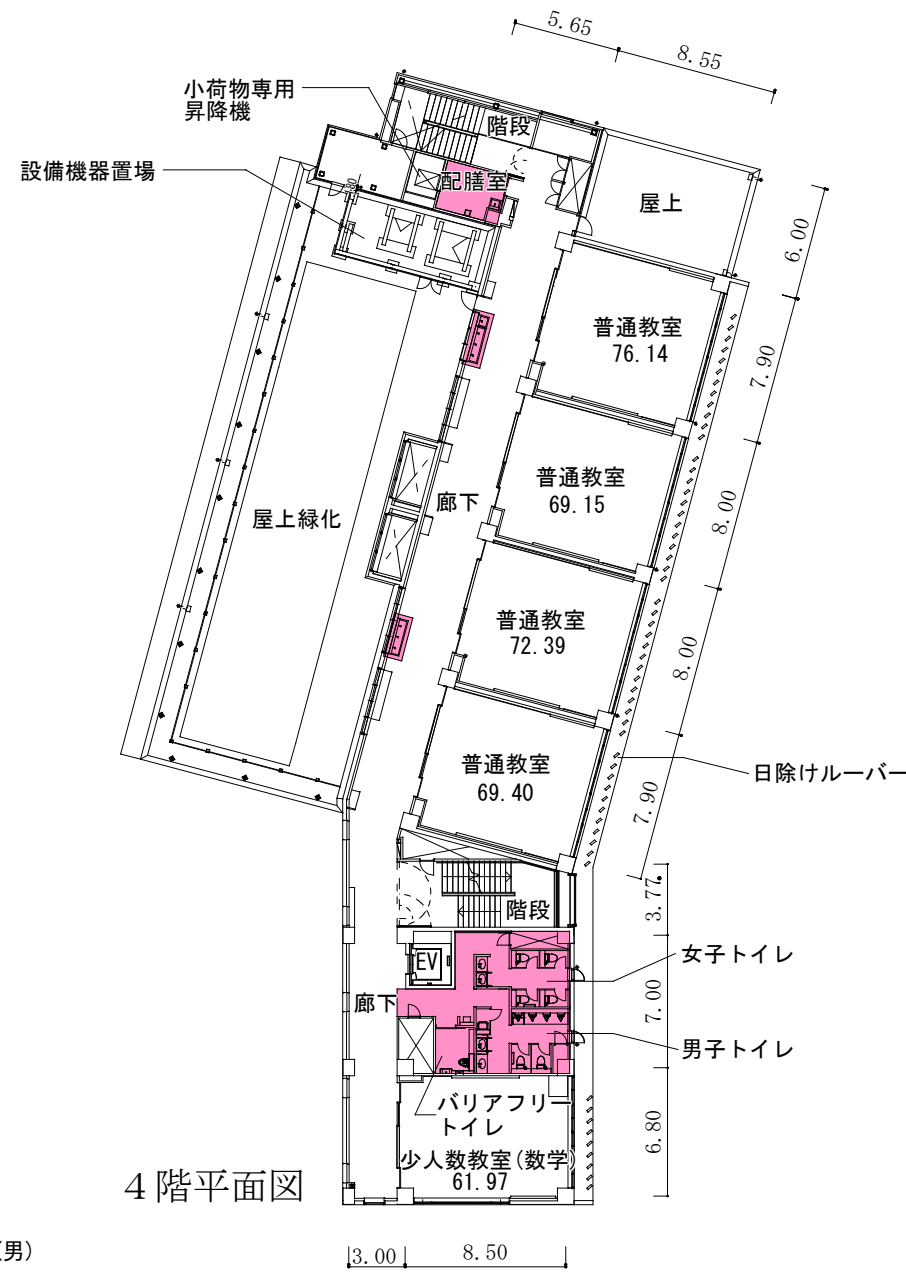 5.65
8.55
小荷物専用
昇降機
階段
設備機器置場
配膳室
屋上
6.00
普通教室
76.14
7.90
普通教室
69.15
廊下
屋上緑化
8.00
普通教室
72.39
8.00
普通教室
69.40
日除けルーバー
7.90
3.77
階段
女子トイレ
EV
廊下
7.00
男子トイレ
バリアフリー
トイレ
6.80
少人数教室(数学)
61.97
4階平面図
男）
3.00
8.50